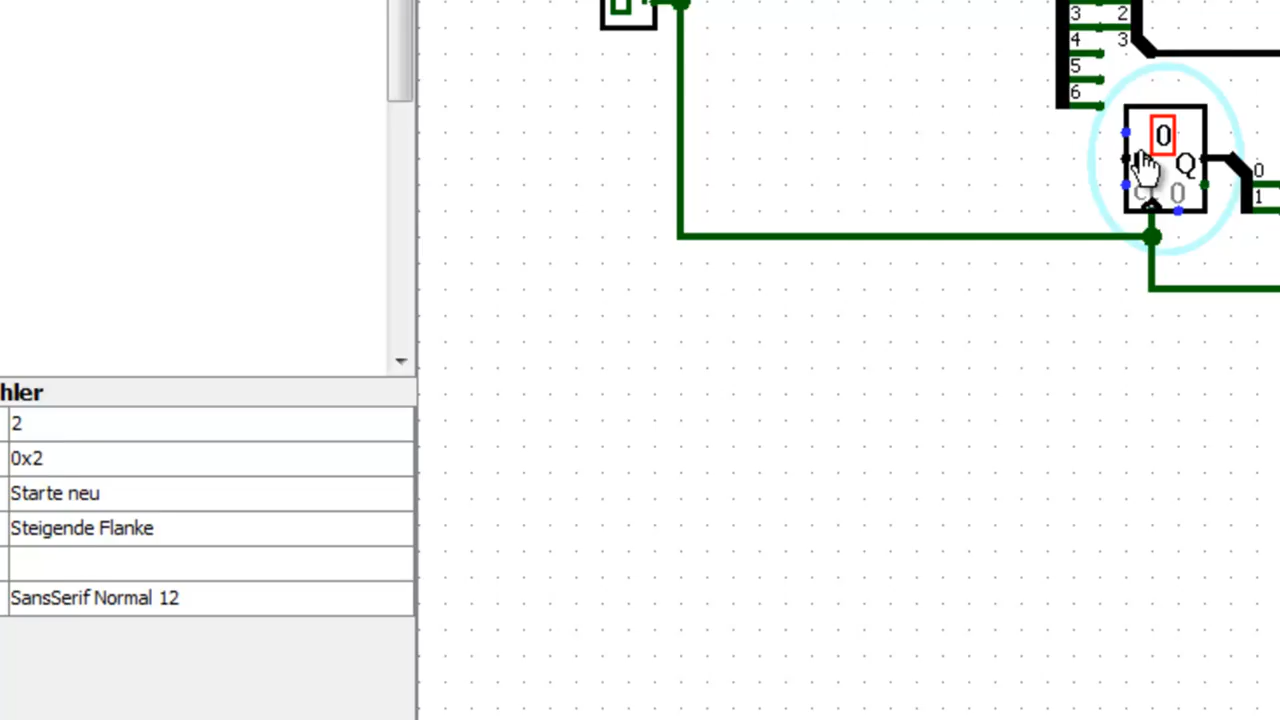 3 2
4 3
5
6
0
Q
0
0
1
hler
2
0x2
Starte neu
Steigende Flanke
SansSerif Normal 12